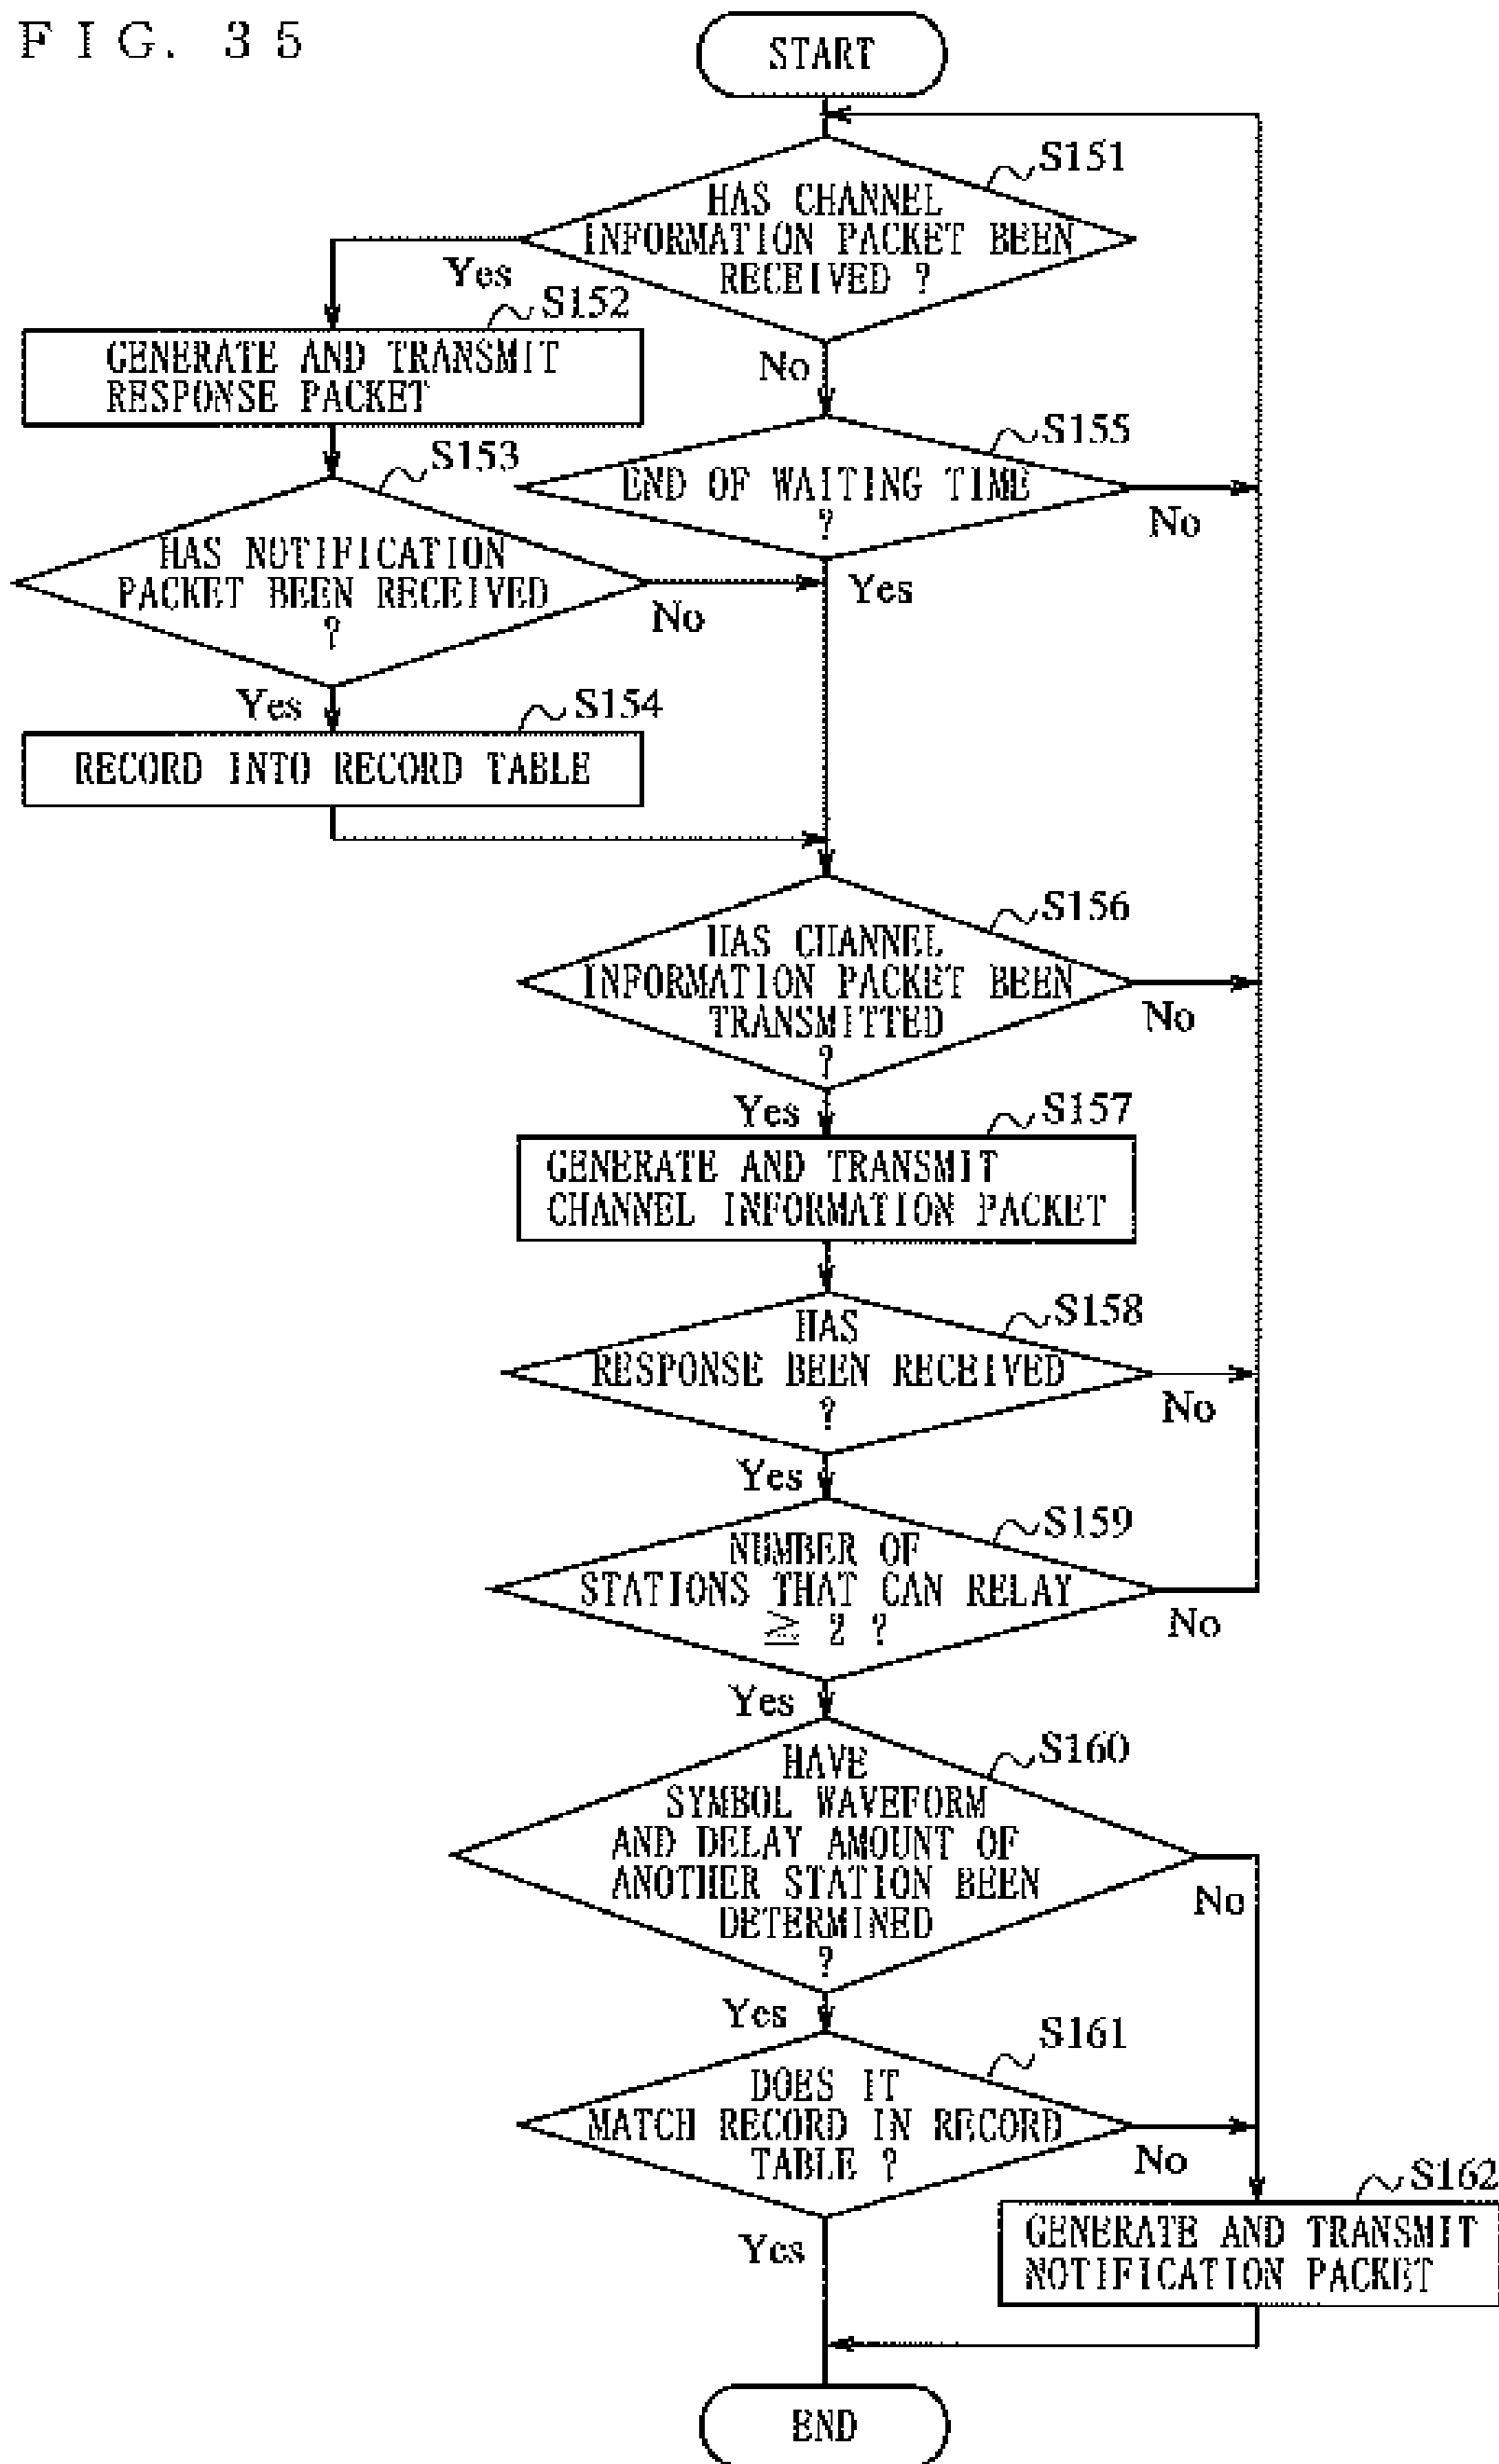 FIG. 35
START
S151
HAS CHANNEL
INFORMATION PACKET BEEN
RECEIVED ?
Yes
No
S152
GENERATE AND TRANSMIT
RESPONSE PACKET
S155
END OF WAITING TIME
?
No
Yes
S153
HAS NOTIFICATION
PACKET BEEN RECEIVED
?
No
Yes
S154
RECORD INTO RECORD TABLE
S156
HAS CHANNEL
INFORMATION PACKET BEEN
TRANSMITTED
?
No
Yes
S157
GENERATE AND TRANSMIT
CHANNEL INFORMATION PACKET
S158
HAS
RESPONSE BEEN RECEIVED
?
No
Yes
S159
NUMBER OF
STATIONS THAT CAN RELAY
≧ 2 ?
No
Yes
S160
HAVE
SYMBOL WAVEFORM
AND DELAY AMOUNT OF
ANOTHER STATION BEEN
DETERMINED
?
No
Yes
S161
DOES IT
MATCH RECORD IN RECORD
TABLE ?
No
Yes
S162
GENERATE AND TRANSMIT
NOTIFICATION PACKET
END